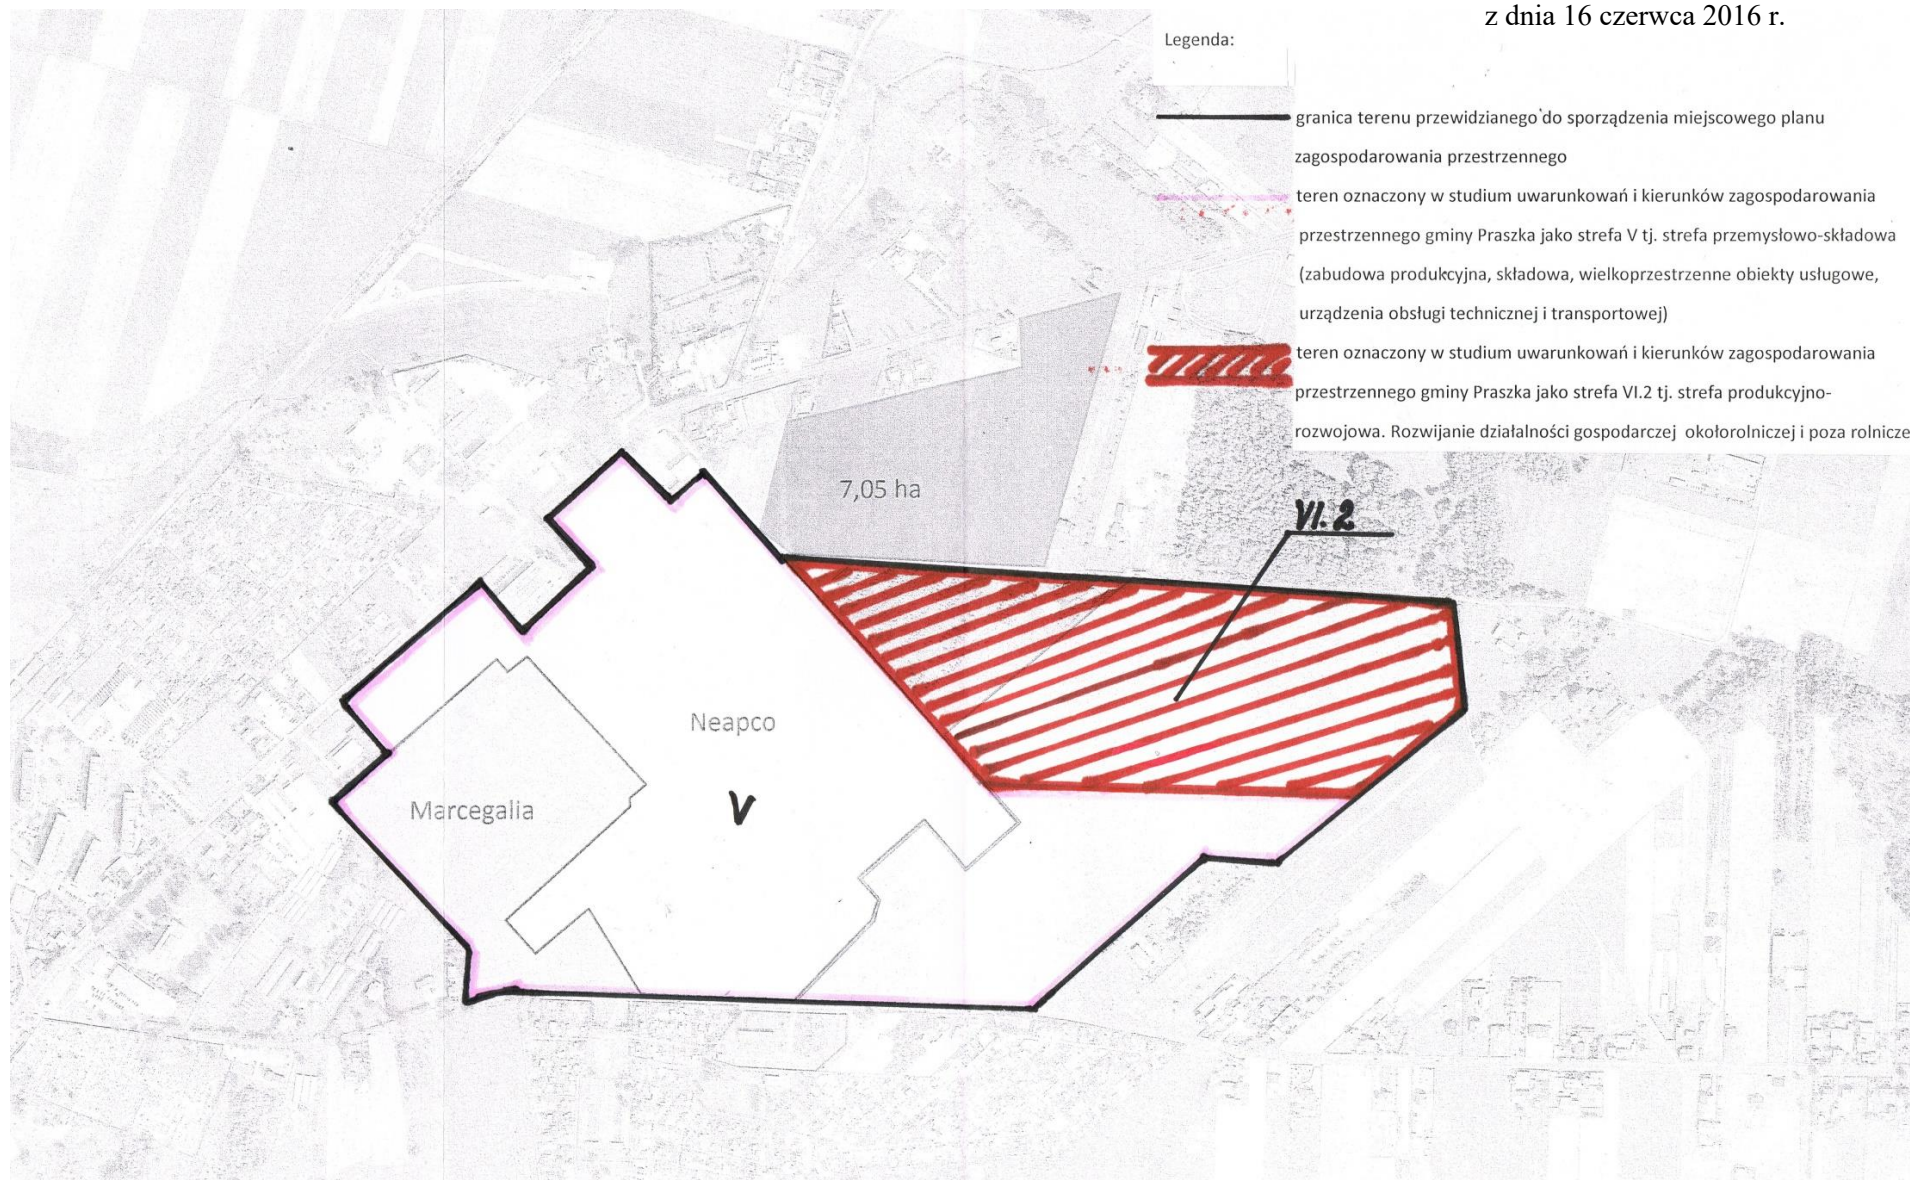 z dnia 16 czerwca 2016 r.
Legenda:
granica terenu przewidzianego do sporządzenia miejscowego planu
zagospodarowania przestrzennego
teren oznaczony w studium uwarunkowań i kierunków zagospodarowania
przestrzennego gminy Praszka jako strefa V tj. strefa przemysłowo-składowa
(zabudowa produkcyjna, składowa, wielkoprzestrzenne obiekty usługowe,
urządzenia obsługi technicznej i transportowej)
teren oznaczony w studium uwarunkowań i kierunków zagospodarowania
przestrzennego gminy Praszka jako strefa VI.2 tj. strefa produkcyjno-
rozwojowa. Rozwijanie działalności gospodarczej okołorolniczej i poza rolnicze
7,05 ha
VI.2
Neapco
V
Marcegalia